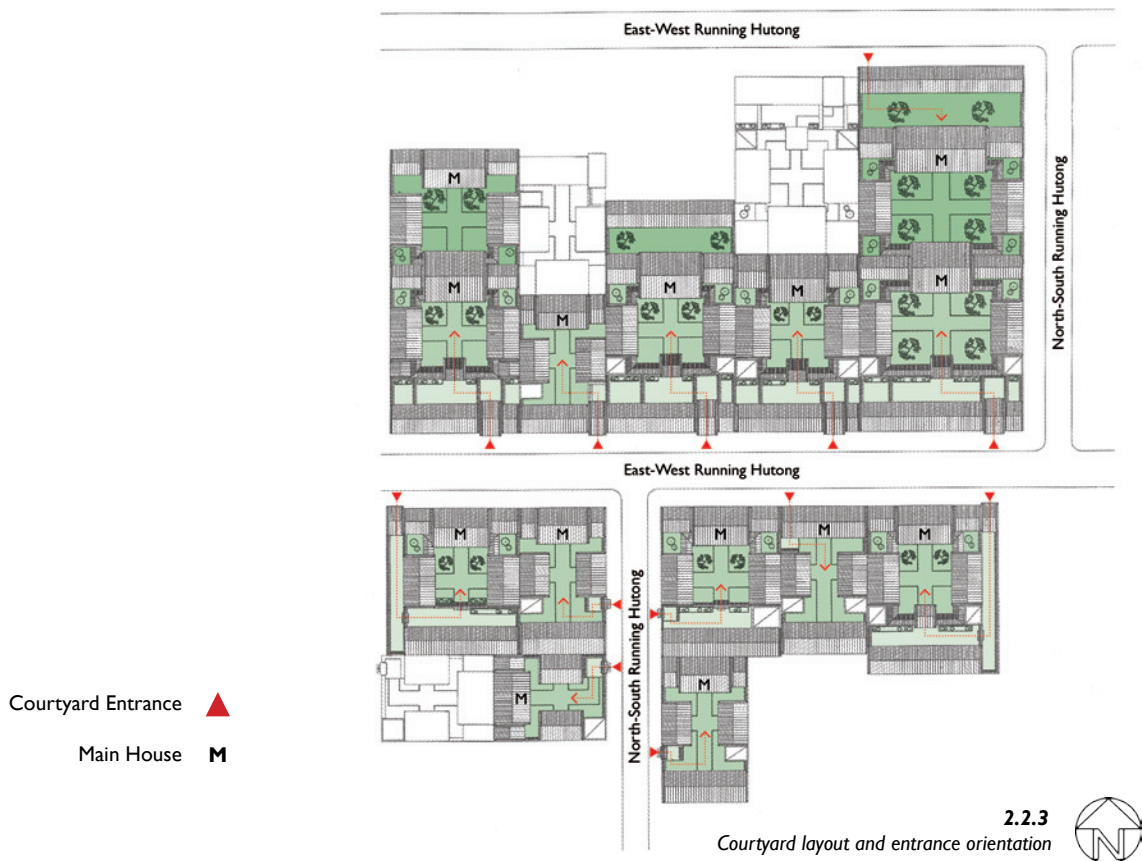 East-West Running Hutong
North-South Running Hutong
M
M
M
M
M
M
M
M
East-West Running Hutong
North-South Running Hutong
M
M
M
M
M
M
M
Courtyard Entrance
Main House M
2.2.3
Courtyard layout and entrance orientation
N